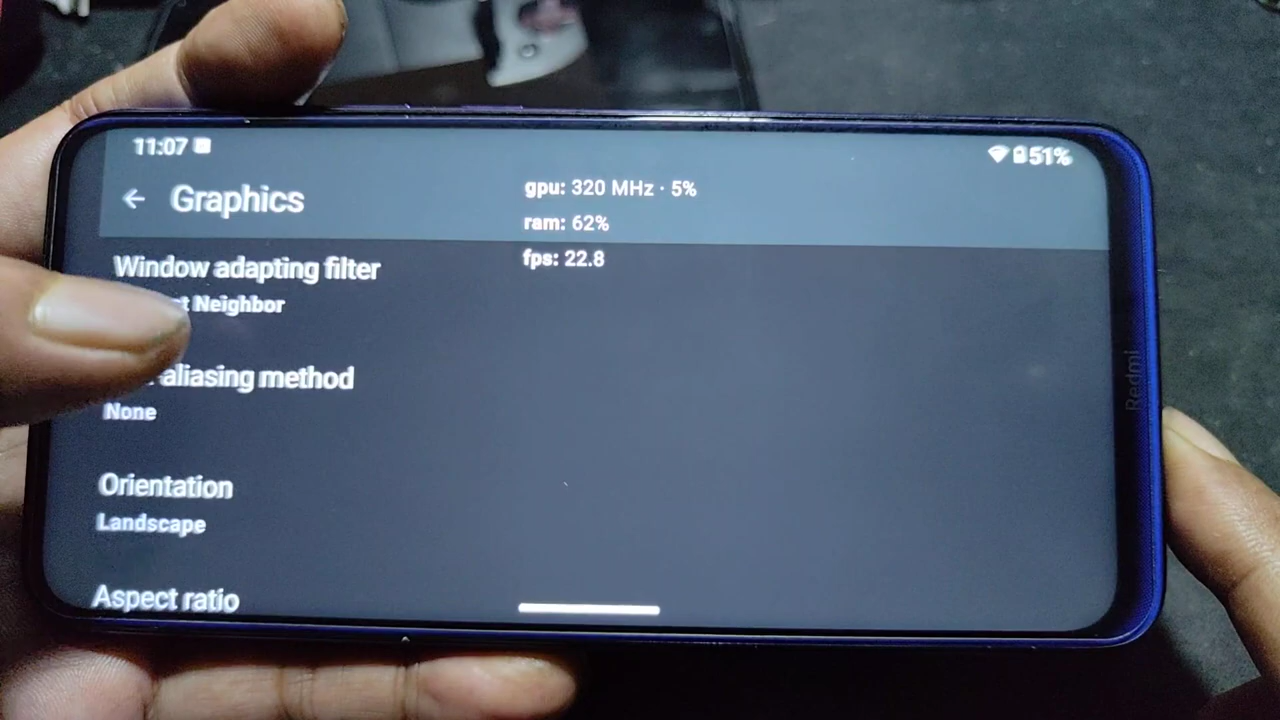 11:07
51%
Graphics
gpu: 320 MHz · 5%
ram: 62%
fps: 22.8
Window adapting filter
Neighbor
aliasing method
None
Orientation
Landscape
Aspect ratio
Redmi